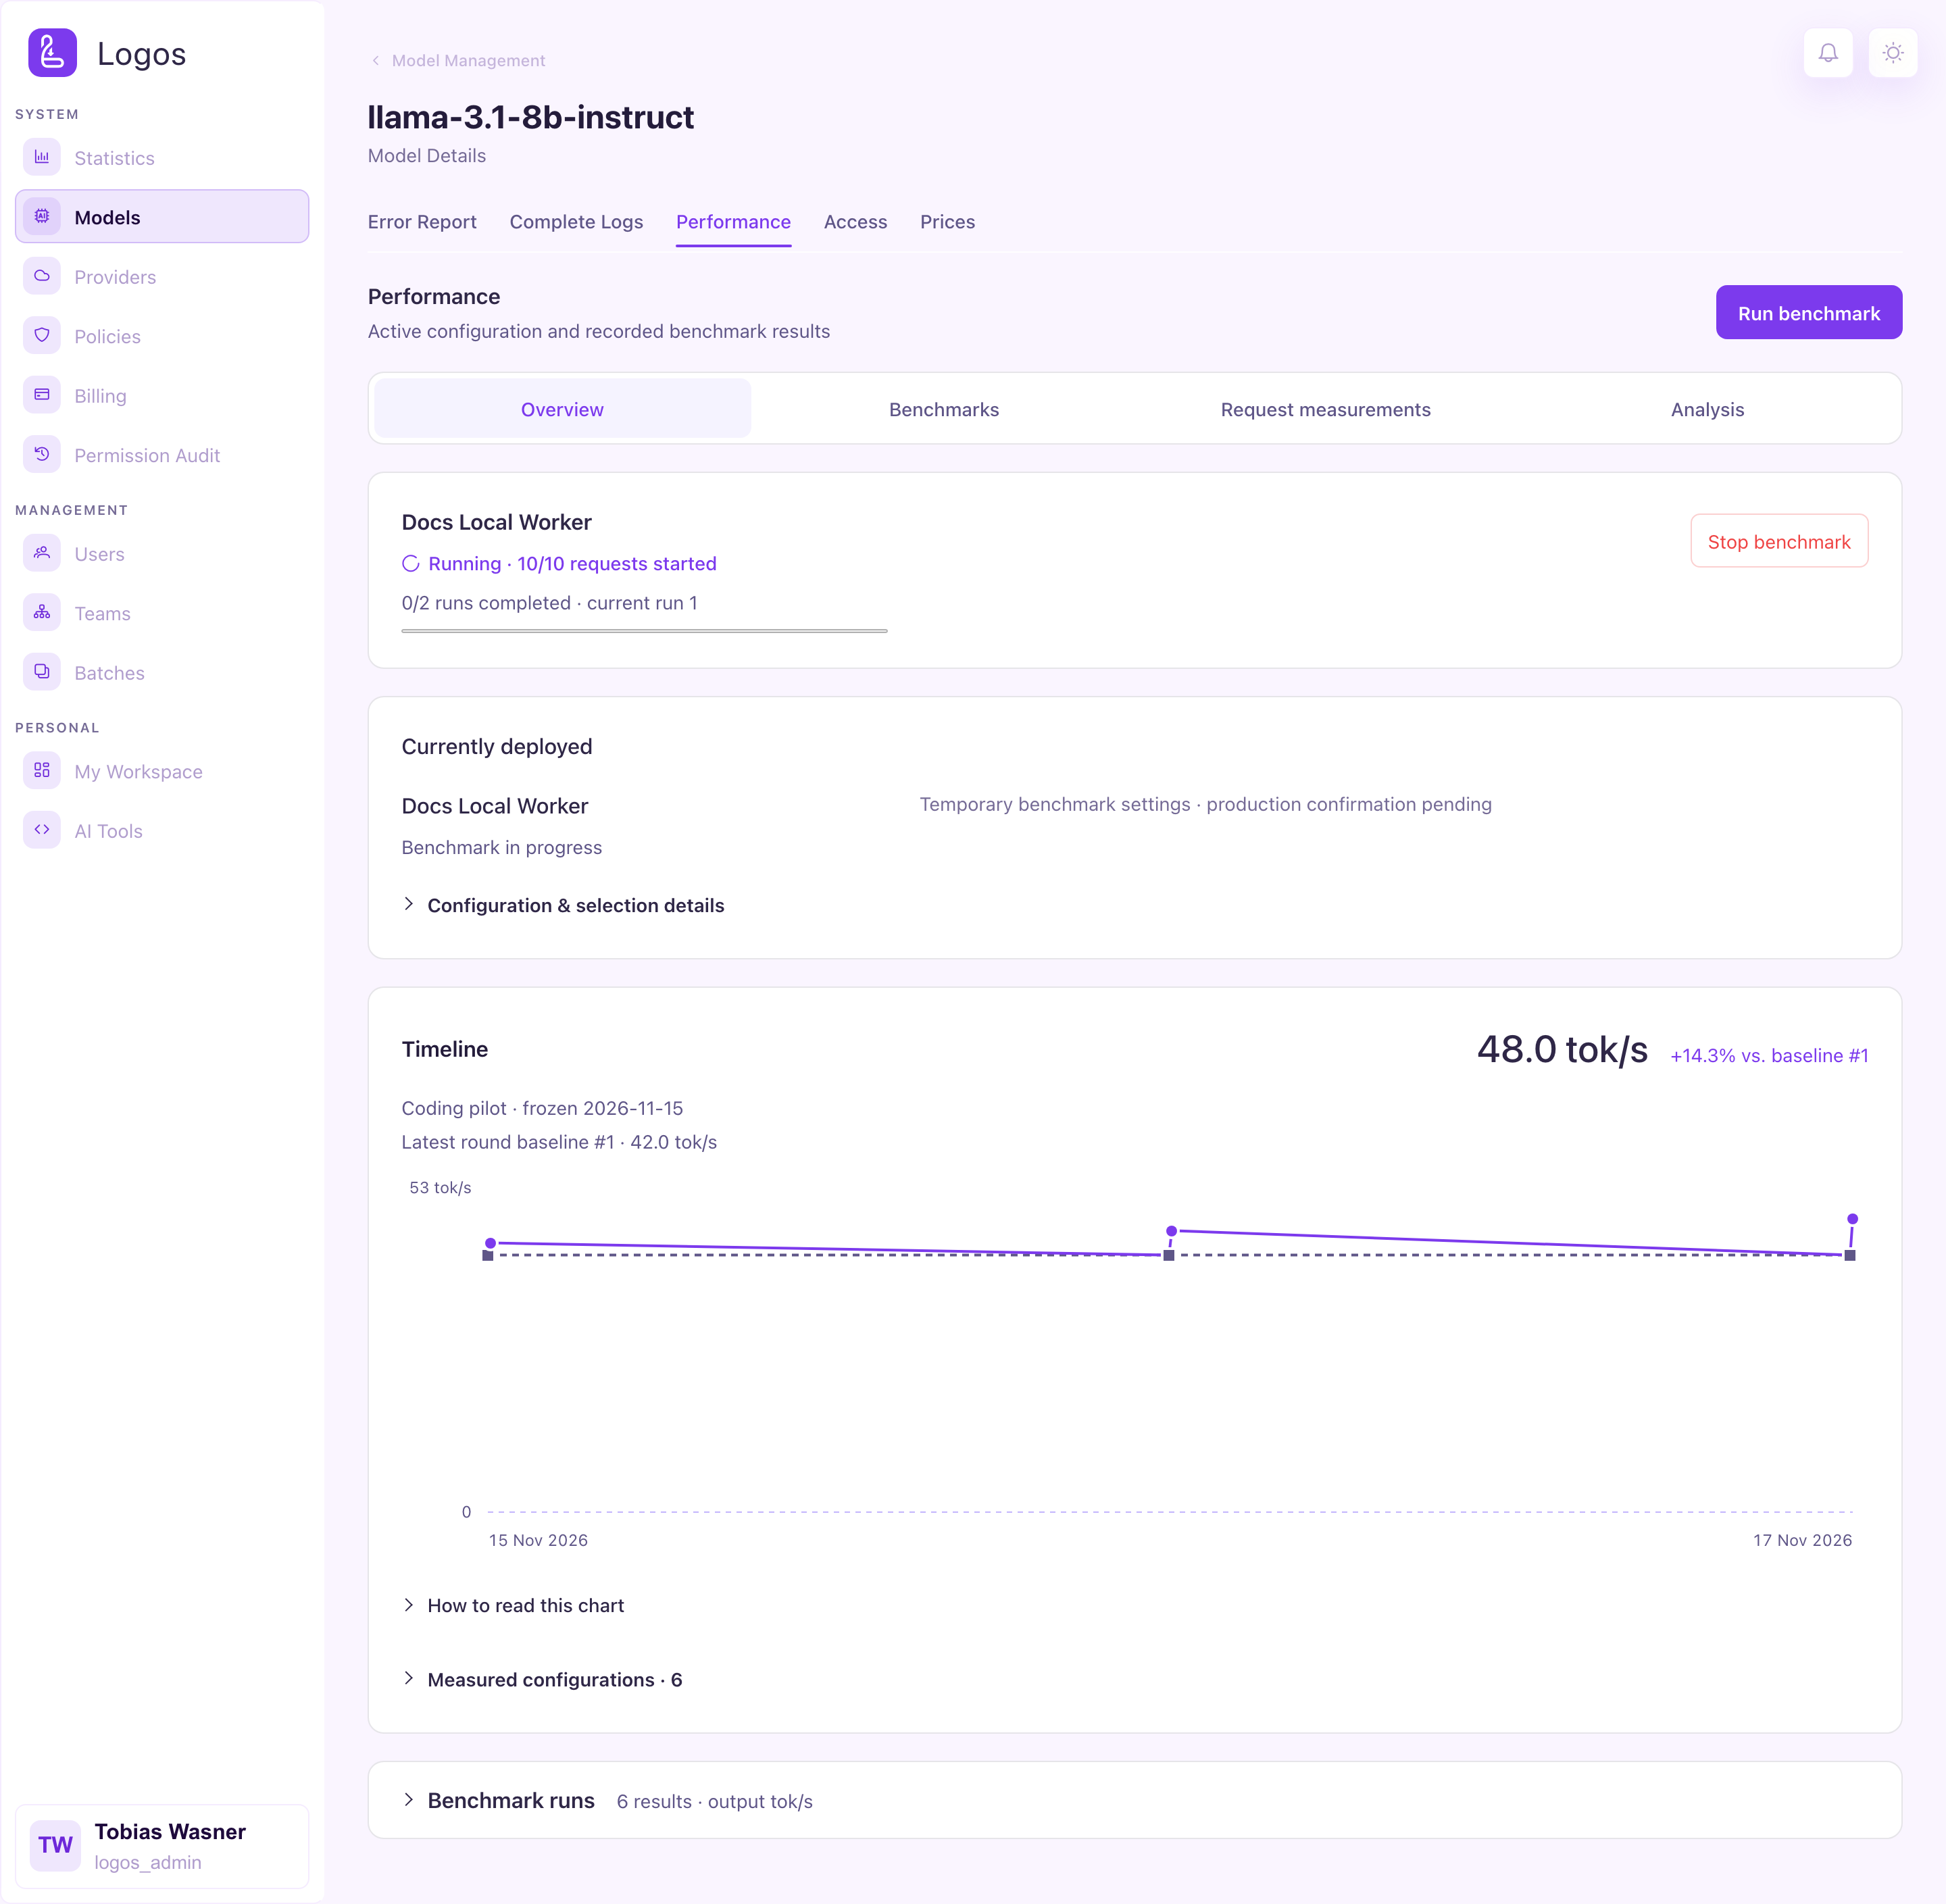 Logos
SYSTEM
Statistics
Models
Providers
Policies
Billing
Permission Audit
MANAGEMENT
Users
Teams
Batches
PERSONAL
My Workspace
AI Tools
TW
Tobias Wasner
logos_admin
Model Management
llama-3.1-8b-instruct
Model Details
Error Report
Complete Logs
Performance
Access
Prices
Performance
Active configuration and recorded benchmark results
Run benchmark
Overview
Benchmarks
Request measurements
Analysis
Docs Local Worker
Running · 10/10 requests started
0/2 runs completed · current run 1
Stop benchmark
Currently deployed
Docs Local Worker
Benchmark in progress
Temporary benchmark settings · production confirmation pending
Configuration & selection details
Timeline
48.0 tok/s
+14.3% vs. baseline #1
Coding pilot · frozen 2026-11-15
Latest round baseline #1 · 42.0 tok/s
53 tok/s
0
15 Nov 2026
17 Nov 2026
How to read this chart
Measured configurations · 6
Benchmark runs
6 results · output tok/s